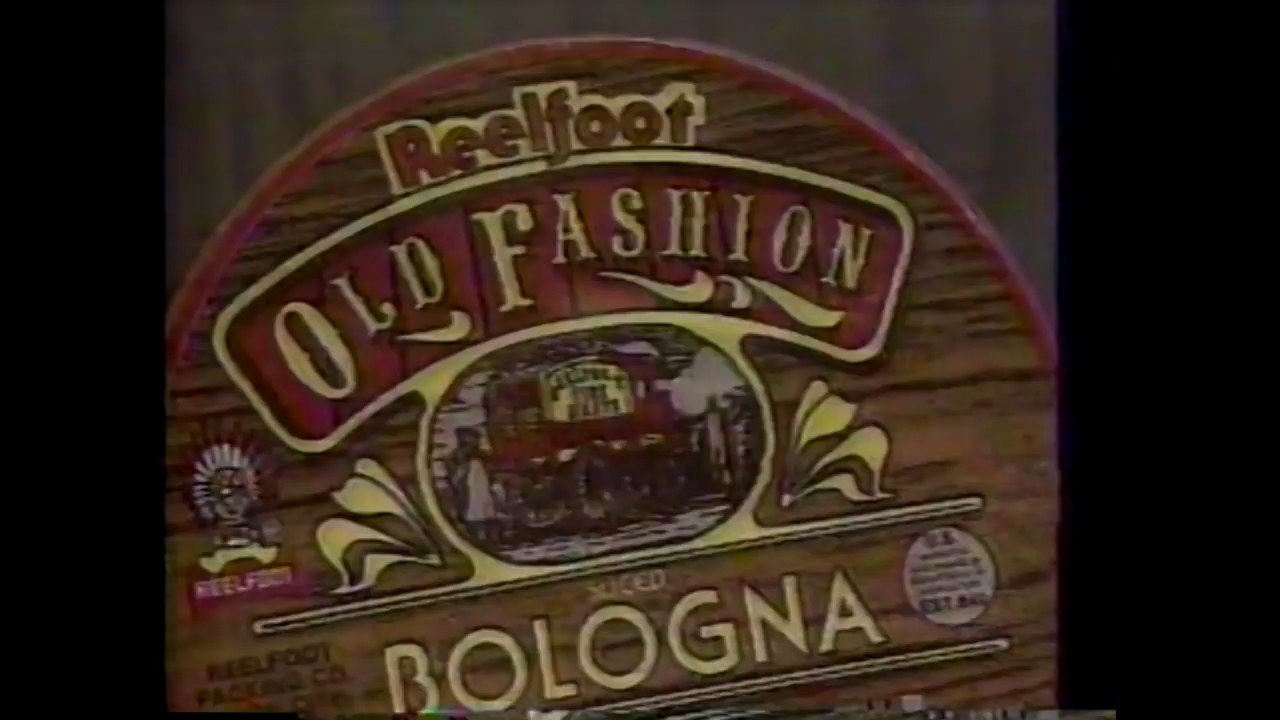 Reelfoot
OLD FASHION
REELFOOT
SLICED
BOLOGNA
U.S.
REELFOOT
PACKING CO.